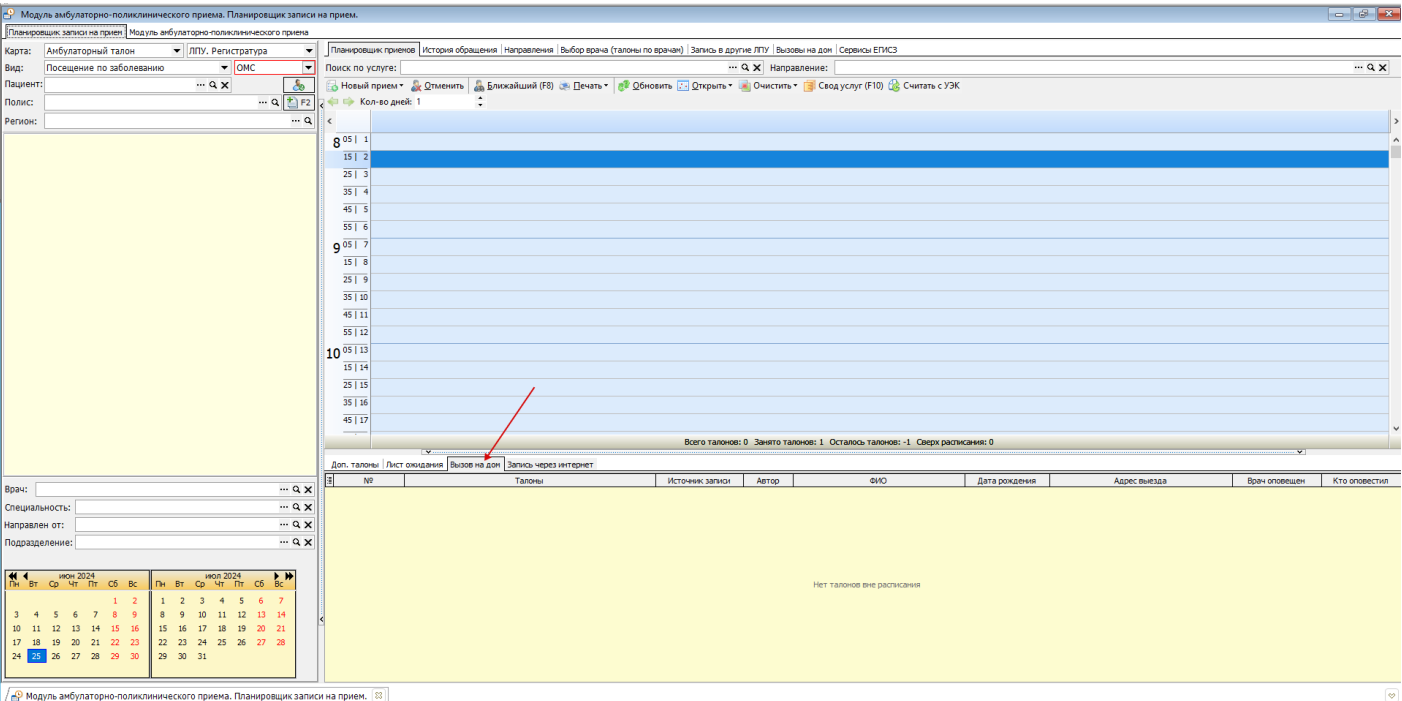 Модуль амбулаторно-поликлинического приема. Планировщик записи на прием.
Планировщик записи на прием Модуль амбулаторно-поликлинического приема
Карта: Амбулаторный талон ЛПУ. Регистратура
Вид: Посещение по заболеванию ОМС
Пациент:
Полис: F2
Регион:
Планировщик приемов История обращения Направления Выбор врача (талоны по врачам) Запись в другие ЛПУ Вызовы на дом Сервисы ЕГИСЗ
Поиск по услуге: Направление:
Новый прием Отменить Ближайший (F8) Печать Обновить Открыть Очистить Свод услуг (F10) Считать с УЭК
Кол-во дней: 1
8 05 | 1
15 | 2
25 | 3
35 | 4
45 | 5
55 | 6
9 05 | 7
15 | 8
25 | 9
35 | 10
45 | 11
55 | 12
10 05 | 13
15 | 14
25 | 15
35 | 16
45 | 17
Всего талонов: 0 Занято талонов: 1 Осталось талонов: -1 Сверх расписания: 0
Доп. талоны Лист ожидания Вызов на дом Запись через интернет
№ Талоны Источник записи Автор ФИО Дата рождения Адрес выезда Врач оповещен Кто оповестил
Нет талонов вне расписания
Врач:
Специальность:
Направлен от:
Подразделение:
июн 2024
Пн Вт Ср Чт Пт Сб Вс
1 2
3 4 5 6 7 8 9
10 11 12 13 14 15 16
17 18 19 20 21 22 23
24 25 26 27 28 29 30
июл 2024
Пн Вт Ср Чт Пт Сб Вс
1 2 3 4 5 6 7
8 9 10 11 12 13 14
15 16 17 18 19 20 21
22 23 24 25 26 27 28
29 30 31
Модуль амбулаторно-поликлинического приема. Планировщик записи на прием.